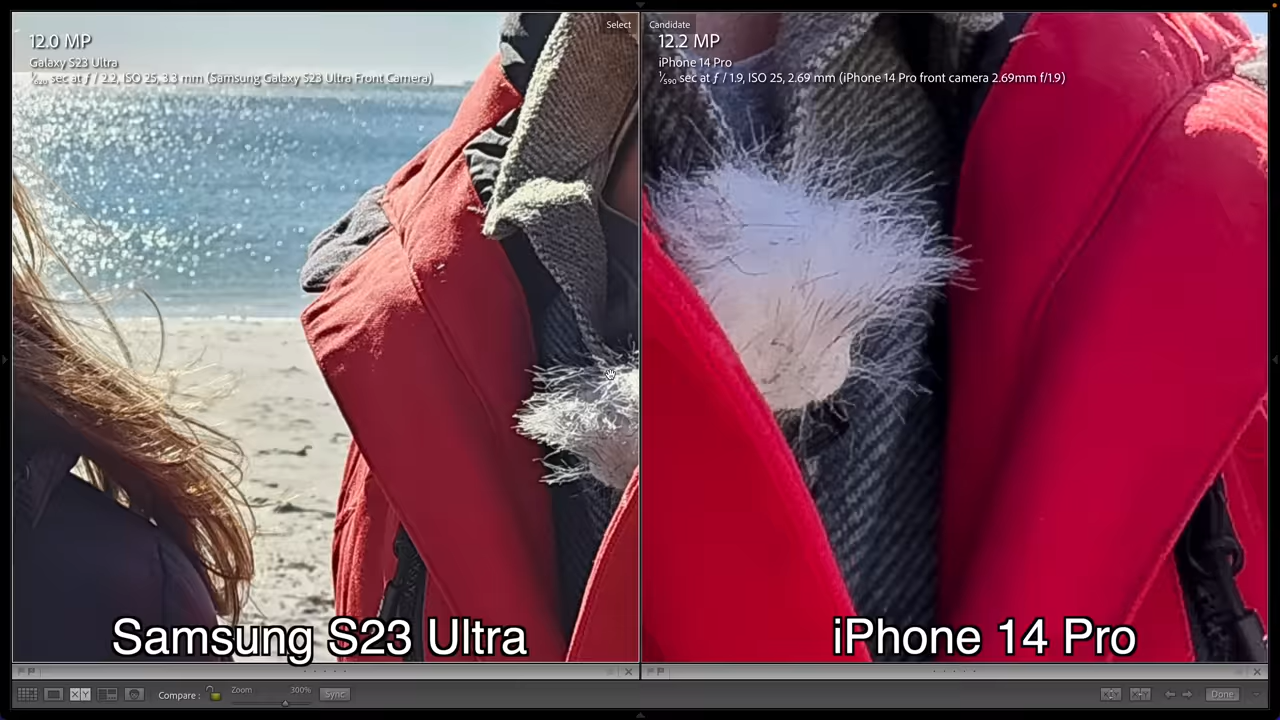 Select
12.0 MP
Galaxy S23 Ultra
sec at ƒ / 2.2, ISO 25, 3.3 mm (Samsung Galaxy S23 Ultra Front Camera)
Candidate
12.2 MP
iPhone 14 Pro
1/590 sec at ƒ / 1.9, ISO 25, 2.69 mm (iPhone 14 Pro front camera 2.69mm f/1.9)
Samsung S23 Ultra
iPhone 14 Pro
XY
Compare :
Zoom
300%
Sync
Done